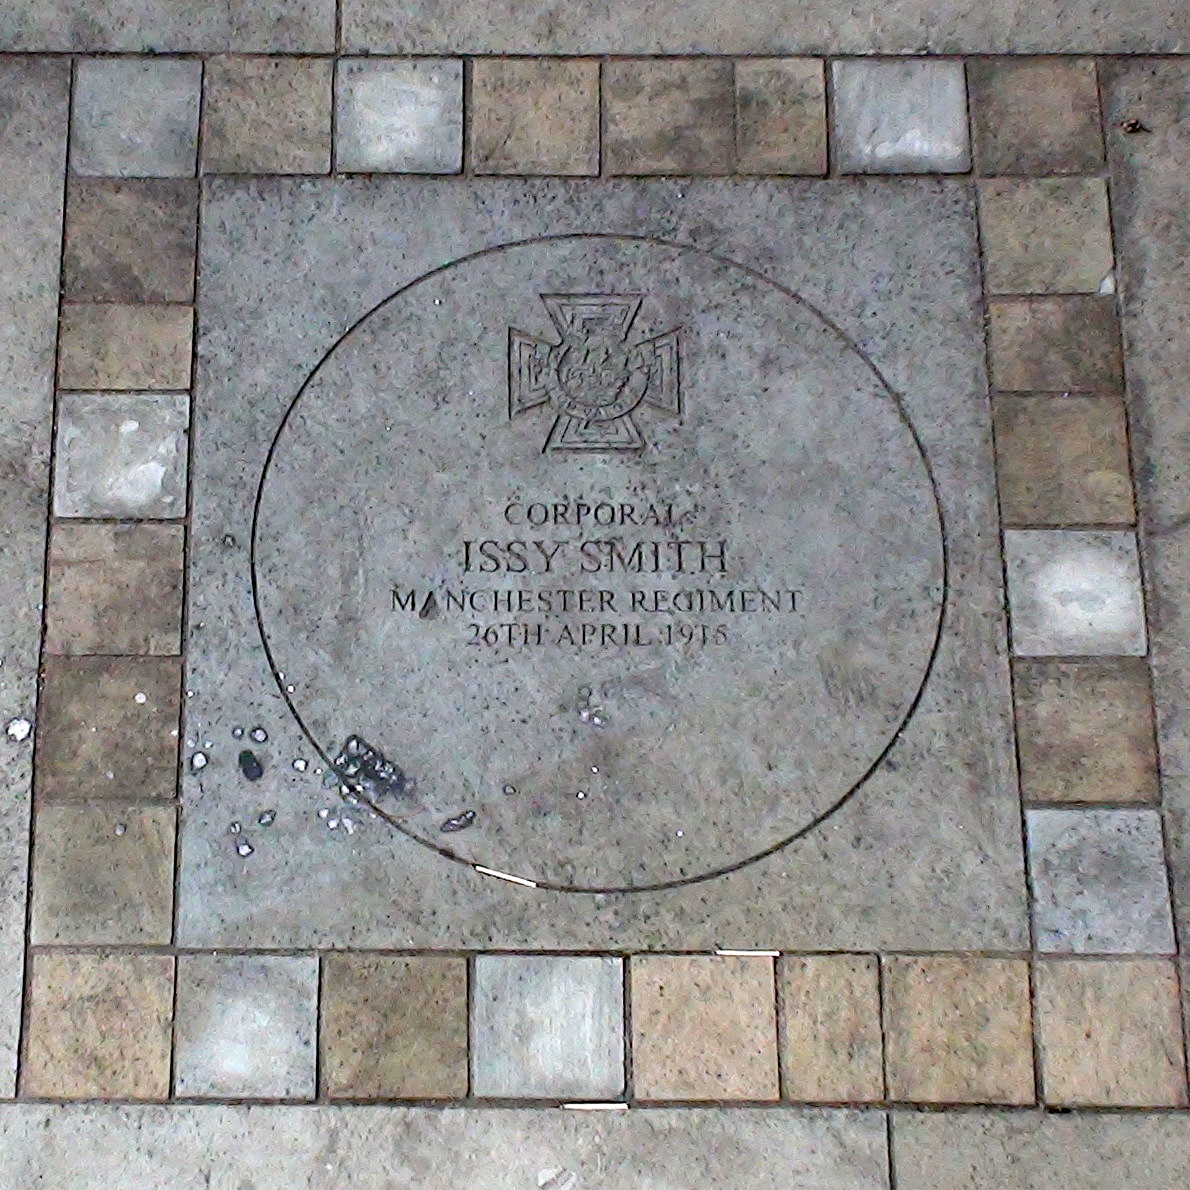 CORPORAL
ISSY SMITH
MANCHESTER REGIMENT
26TH APRIL 1915